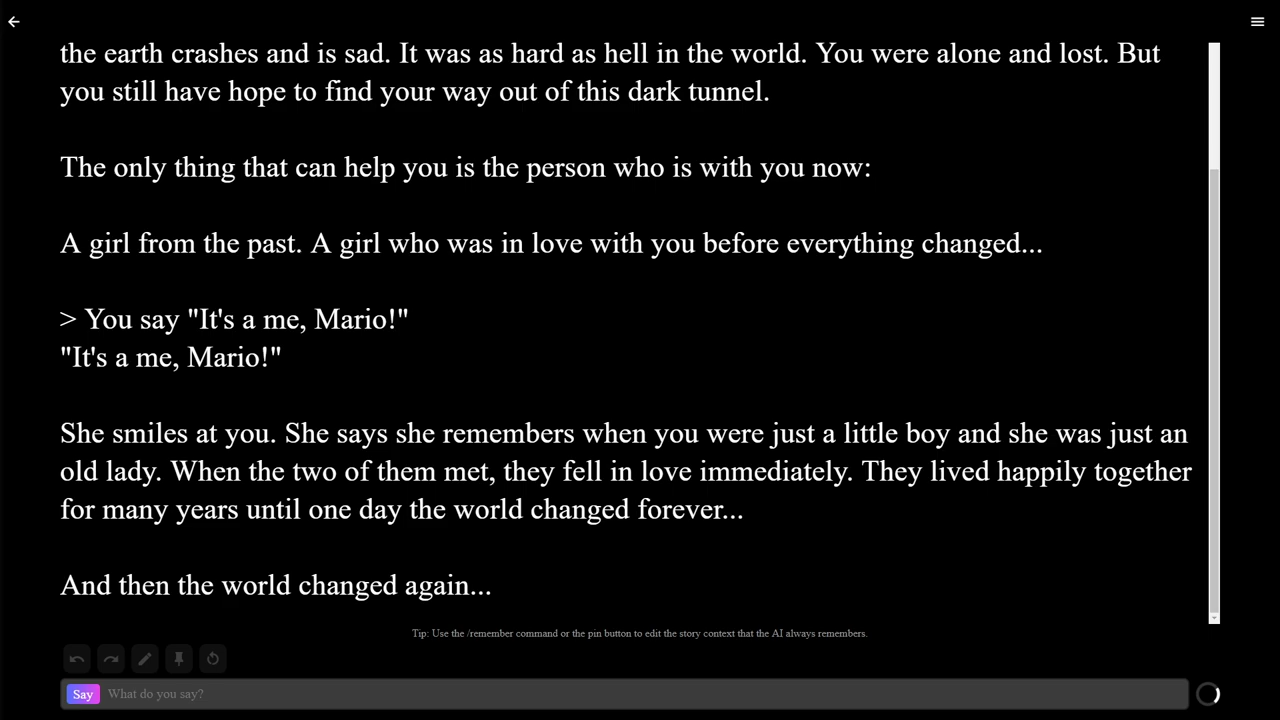 the earth crashes and is sad. It was as hard as hell in the world. You were alone and lost. But
you still have hope to find your way out of this dark tunnel.
The only thing that can help you is the person who is with you now:
A girl from the past. A girl who was in love with you before everything changed...
> You say "It's a me, Mario!"
"It's a me, Mario!"
She smiles at you. She says she remembers when you were just a little boy and she was just an
old lady. When the two of them met, they fell in love immediately. They lived happily together
for many years until one day the world changed forever...
And then the world changed again...
Tip: Use the /remember command or the pin button to edit the story context that the AI always remembers.
Say What do you say?